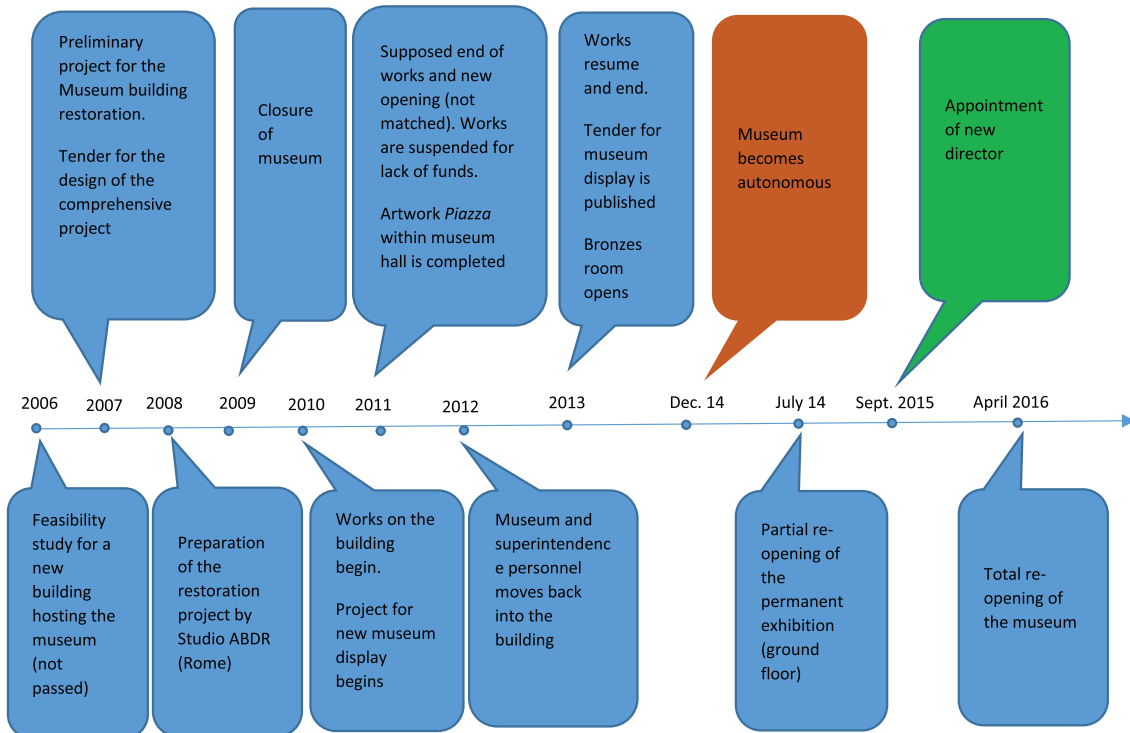 Preliminary
project for the
Museum building
restoration.
Tender for the
design of the
comprehensive
project
Closure
of
museum
Supposed end of
works and new
opening (not
matched). Works
are suspended for
lack of funds.
Artwork Piazza
within museum
hall is completed
Works
resume
and end.
Tender for
museum
display is
published
Bronzes
room
opens
Museum
becomes
autonomous
Appointment
of new
director
2006
2007
2008
2009
2010
2011
2012
2013
Dec. 14
July 14
Sept. 2015
April 2016
Feasibility
study for a
new
building
hosting the
museum
(not
passed)
Preparation
of the
restoration
project by
Studio ABDR
(Rome)
Works on the
building
begin.
Project for
new museum
display
begins
Museum and
superintendenc
e personnel
moves back
into the
building
Partial re-
opening of
the
permanent
exhibition
(ground
floor)
Total re-
opening of
the museum